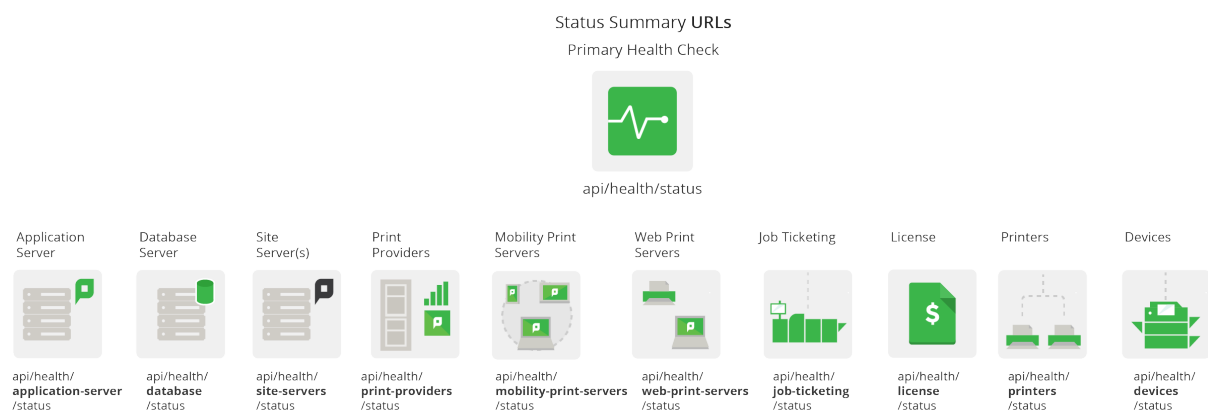 Status Summary URLs
Primary Health Check
api/health/status
Application
Server
Database
Server
Site
Server(s)
Print
Providers
Mobility Print
Servers
Web Print
Servers
Job Ticketing
License
Printers
Devices
$
api/health/
application-server
/status
api/health/
database
/status
api/health/
site-servers
/status
api/health/
print-providers
/status
api/health/
mobility-print-servers
/status
api/health/
web-print-servers
/status
api/health/
job-ticketing
/status
api/health/
license
/status
api/health/
printers
/status
api/health/
devices
/status